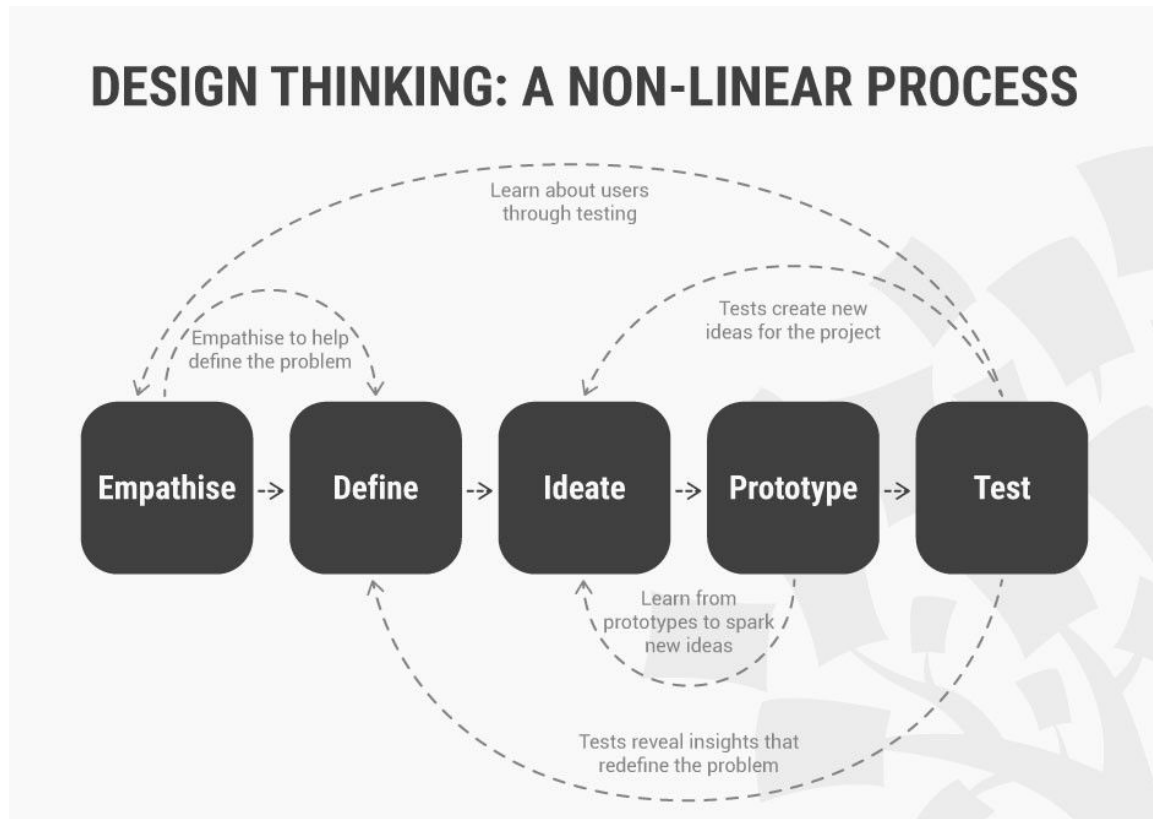 DESIGN THINKING: A NON-LINEAR PROCESS
Learn about users
through testing
Tests create new
ideas for the project
Empathise to help
define the problem
Empathise
Define
Ideate
Prototype
Test
Learn from
prototypes to spark
new ideas
Tests reveal insights that
redefine the problem